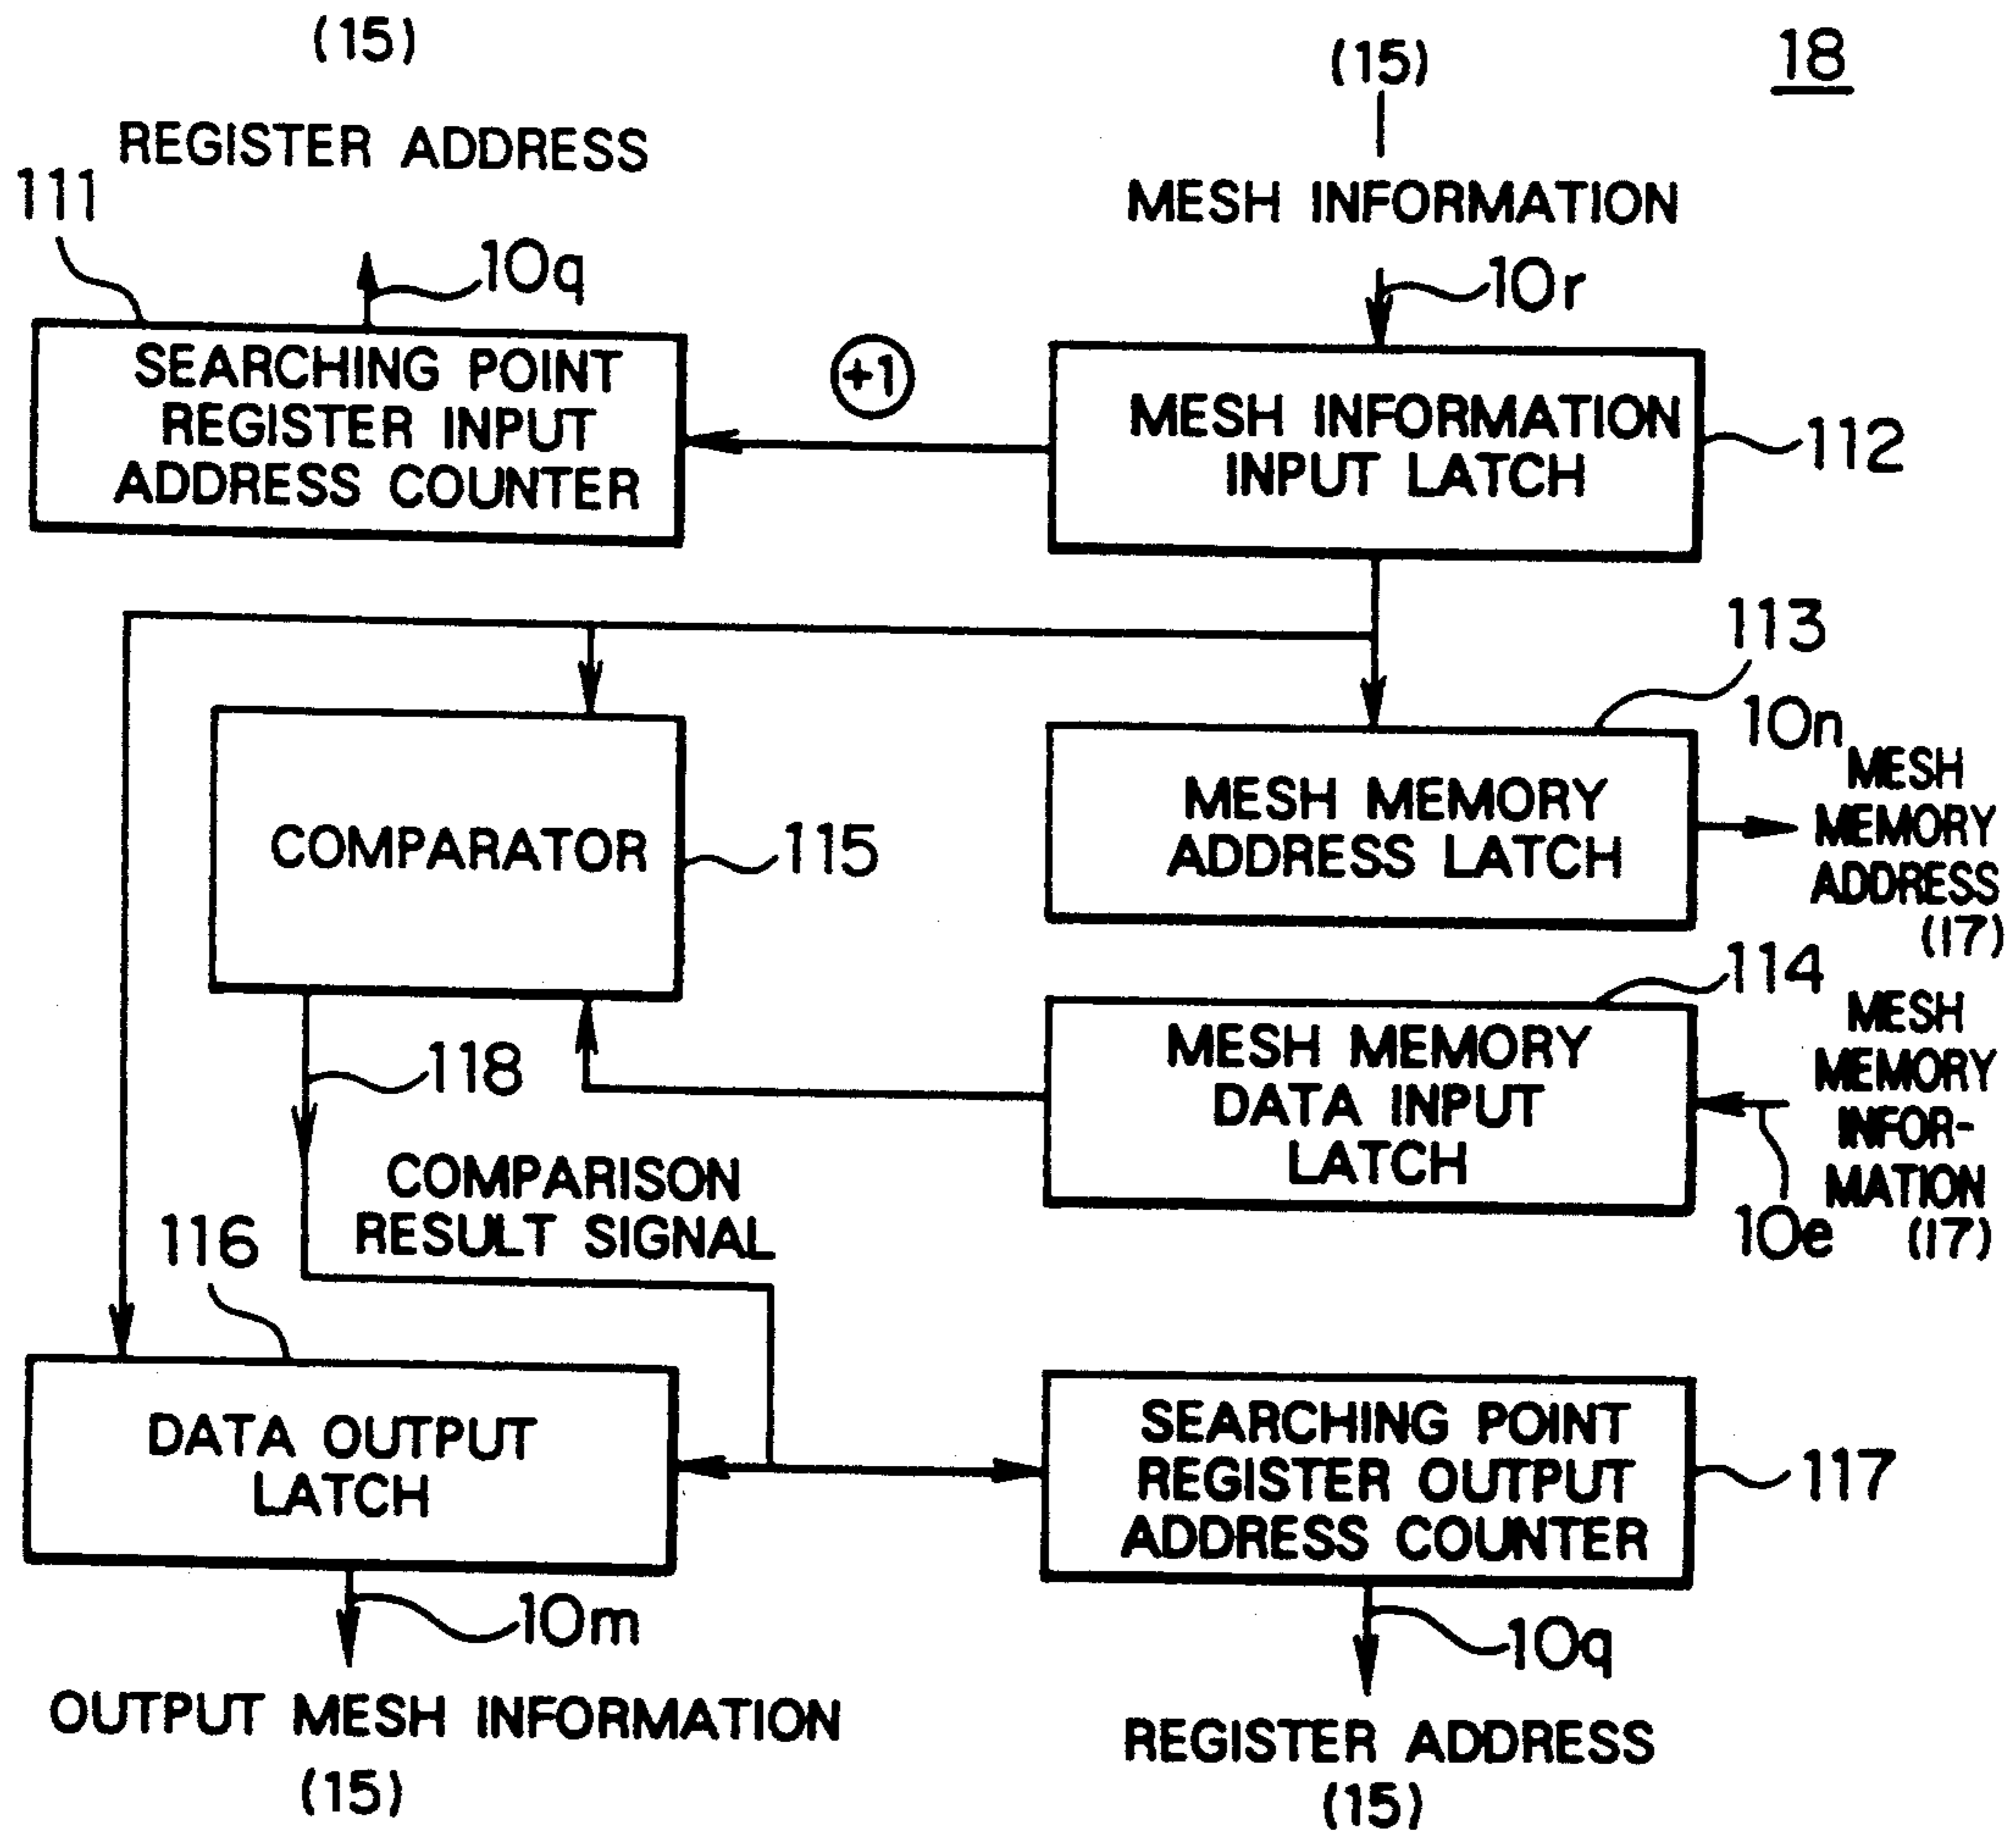 (15)
(15)
18
REGISTER ADDRESS
MESH INFORMATION
111
10q
10r
SEARCHING POINT
REGISTER INPUT
ADDRESS COUNTER
+1
MESH INFORMATION
INPUT LATCH
112
113
10n
MESH
MEMORY
ADDRESS
(17)
MESH MEMORY
ADDRESS LATCH
COMPARATOR
115
114
MESH MEMORY
DATA INPUT
LATCH
MESH
MEMORY
INFOR-
MATION
(17)
10e
118
COMPARISON
RESULT SIGNAL
116
DATA OUTPUT
LATCH
SEARCHING POINT
REGISTER OUTPUT
ADDRESS COUNTER
117
10m
10q
OUTPUT MESH INFORMATION
(15)
REGISTER ADDRESS
(15)